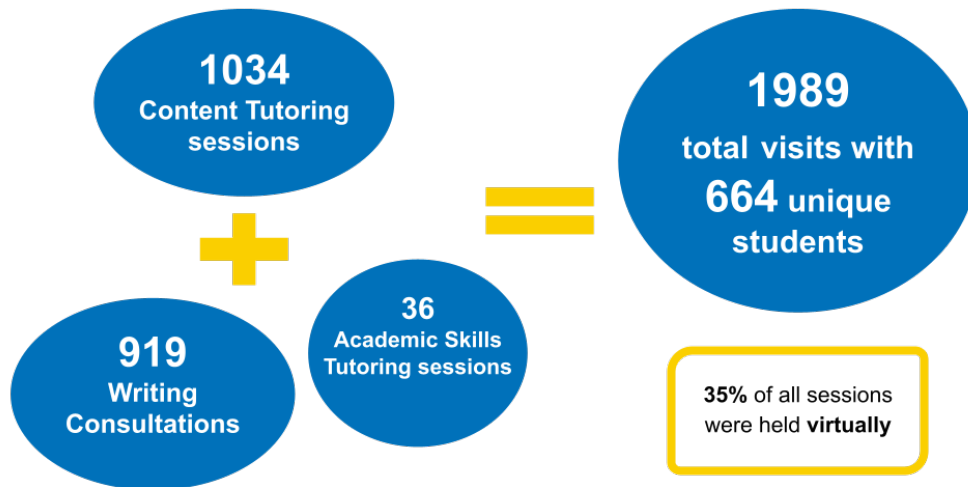 1034
Content Tutoring
sessions
919
Writing
Consultations
36
Academic Skills
Tutoring sessions
1989
total visits with
664 unique
students
35% of all sessions
were held virtually